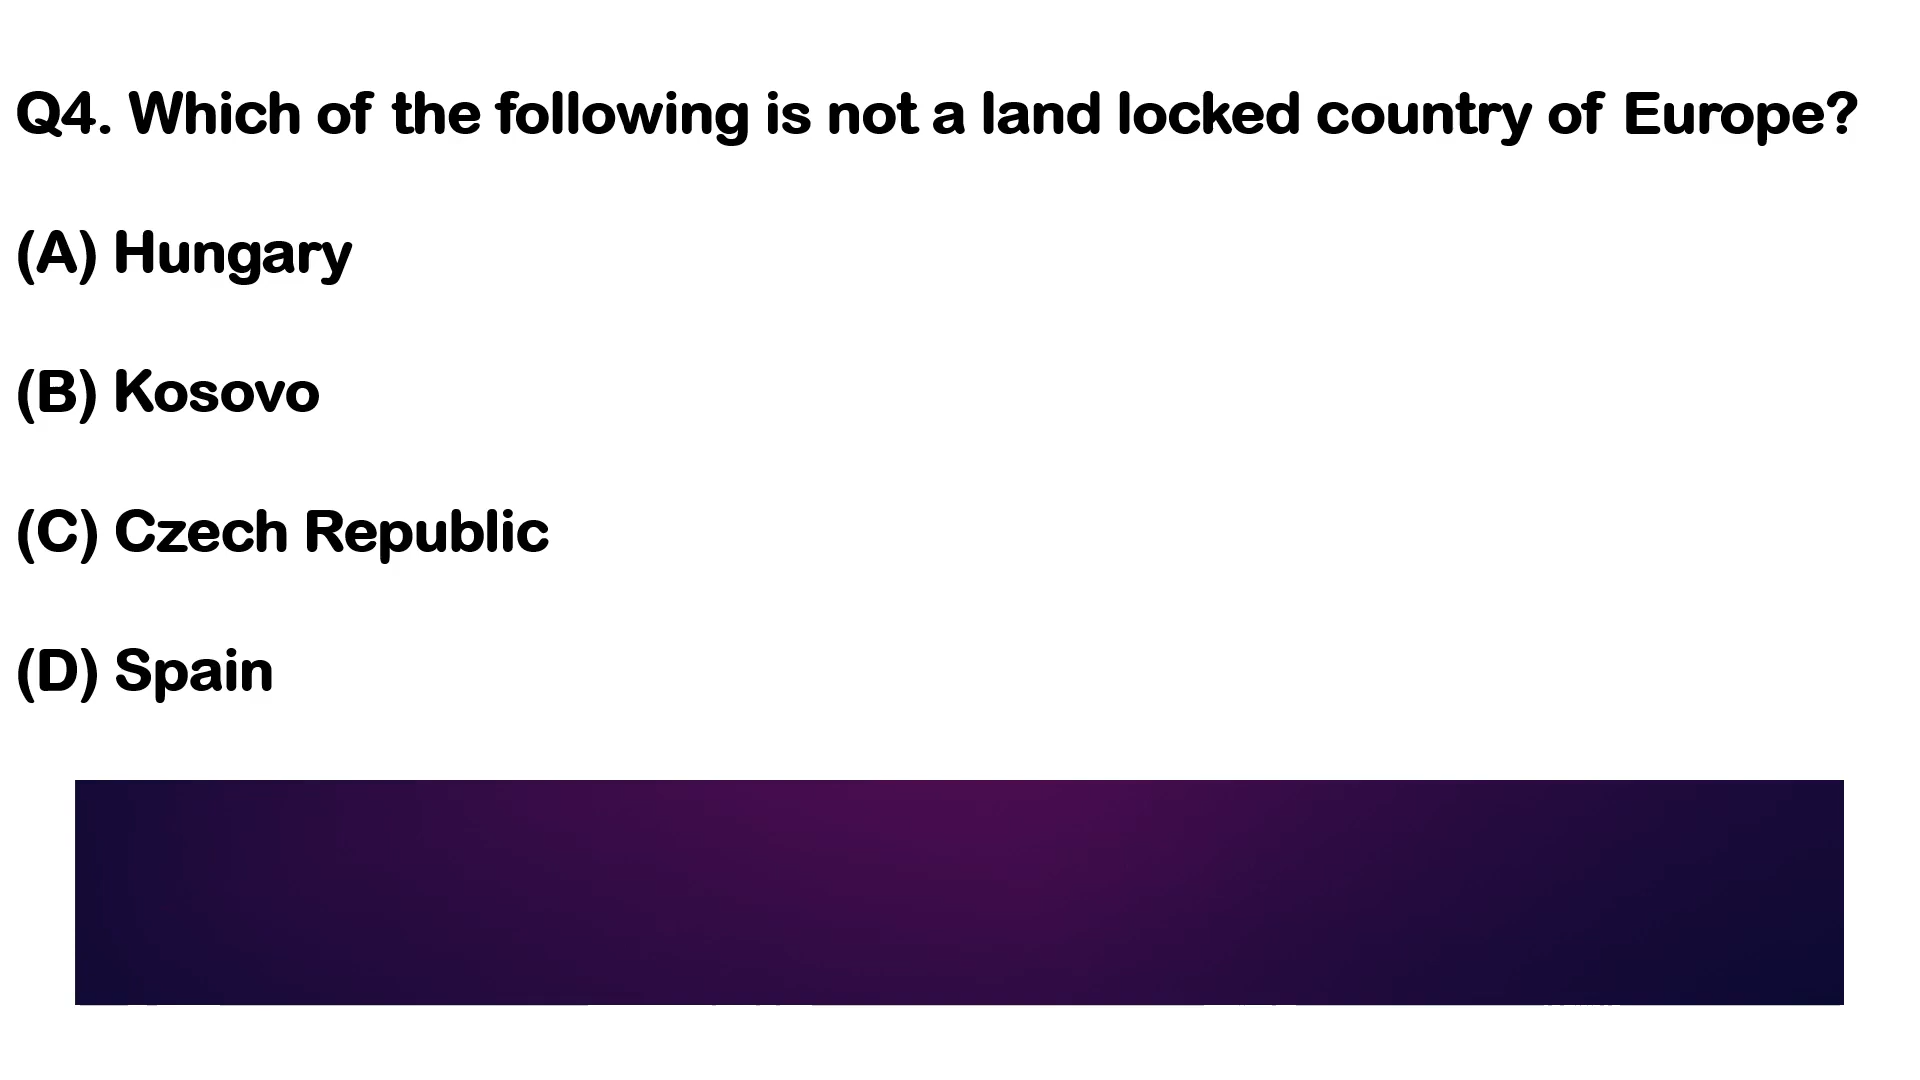 Q4. Which of the following is not a land locked country of Europe?
(A) Hungary
(B) Kosovo
(C) Czech Republic
(D) Spain